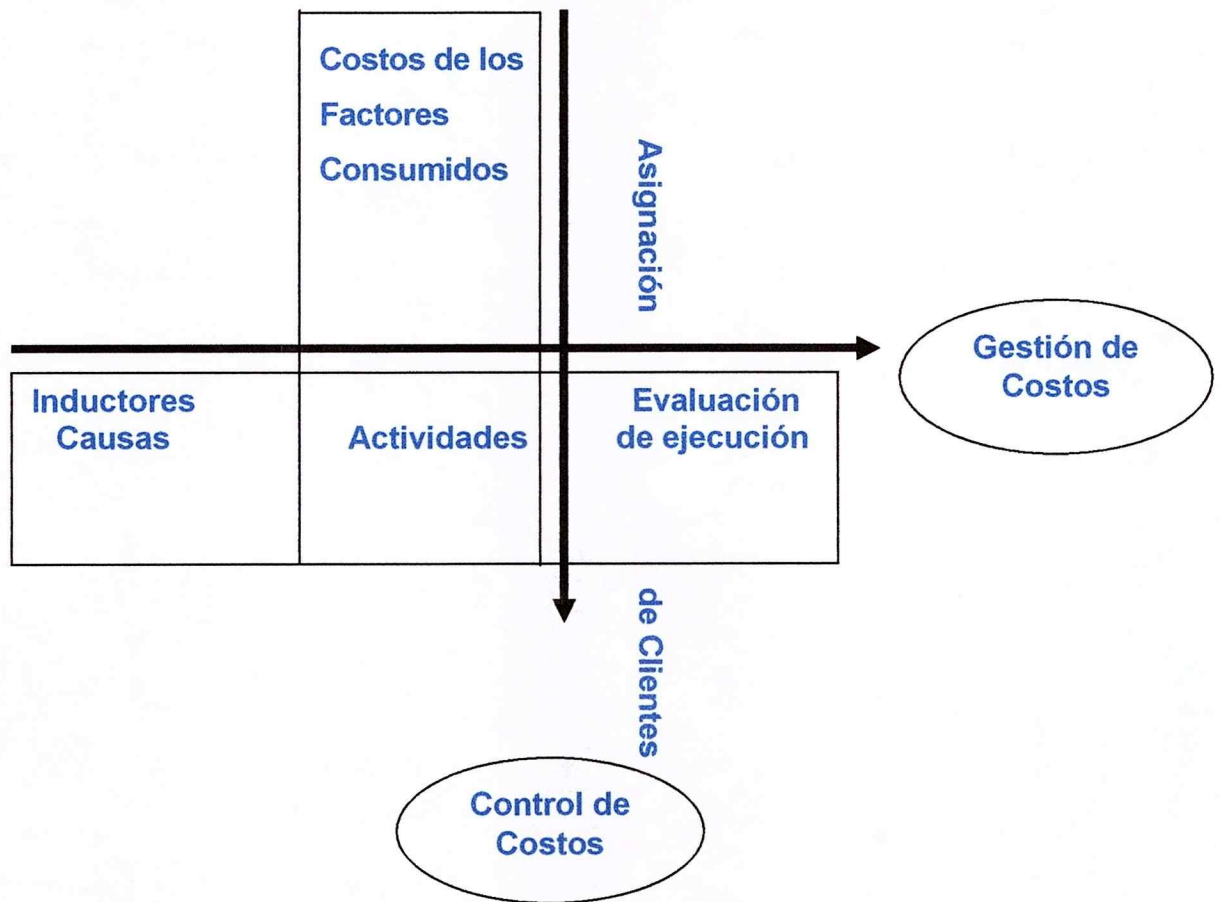 Costos de los
Factores
Consumidos
Asignación
Gestión de
Costos
Inductores
Causas
Actividades
Evaluación
de ejecución
de Clientes
Control de
Costos